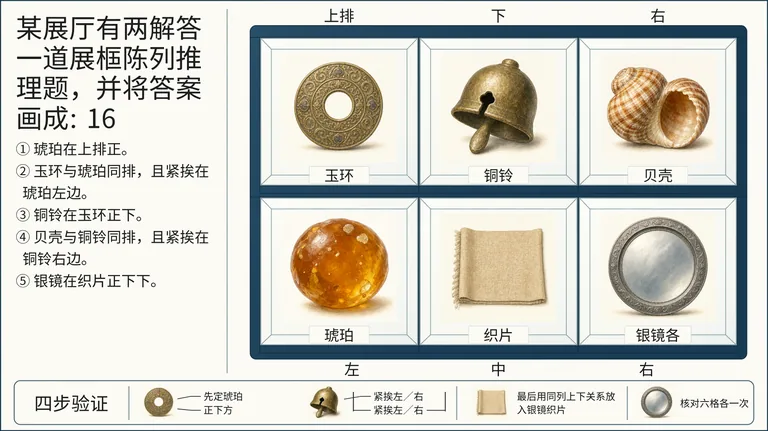 某展厅有两解答
一道展框陈列推
理题，并将答案
画成: 16
① 琥珀在上排正。
② 玉环与琥珀同排，且紧挨在
琥珀左边。
③ 铜铃在玉环正下。
④ 贝壳与铜铃同排，且紧挨在
铜铃右边。
⑤ 银镜在织片正下下。
上排
下
右
玉环
铜铃
贝壳
琥珀
织片
银镜各
左
中
右
四步验证
先定琥珀
正下方
紧挨左／右
紧挨左／右
最后用同列上下关系放
入银镜织片
核对六格各一次